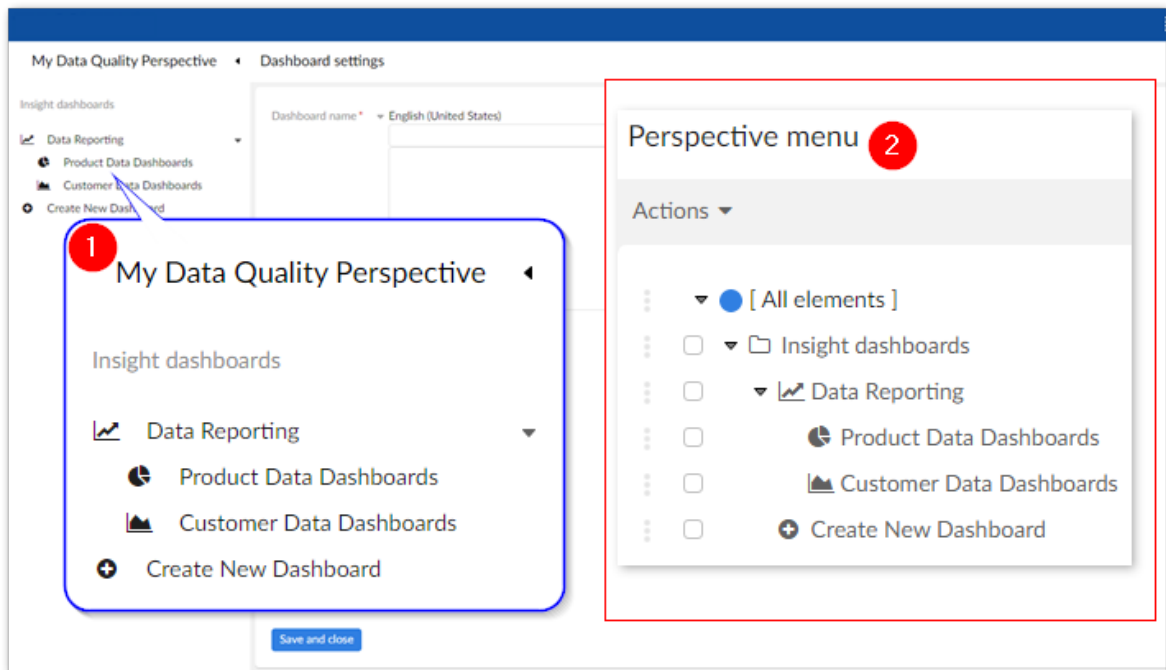 My Data Quality Perspective
Dashboard settings
Insight dashboards
Data Reporting
Product Data Dashboards
Customer Data Dashboards
Create New Dashboard
Dashboard name*
English (United States)
1
My Data Quality Perspective
Insight dashboards
Data Reporting
Product Data Dashboards
Customer Data Dashboards
Create New Dashboard
Save and close
Perspective menu
2
Actions
[ All elements ]
Insight dashboards
Data Reporting
Product Data Dashboards
Customer Data Dashboards
Create New Dashboard